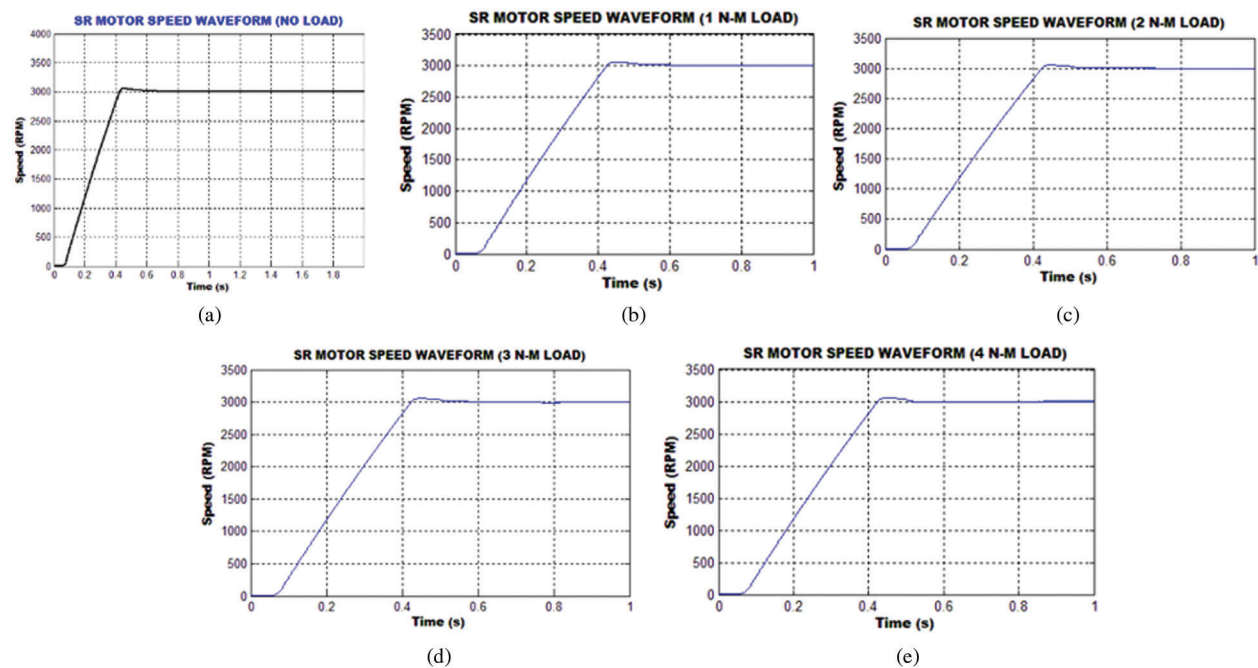 SR MOTOR SPEED WAVEFORM (NO LOAD)
4000
3500
3000
2500
2000
1500
1000
500
0
Speed (RPM)
0 0.2 0.4 0.6 0.8 1 1.2 1.4 1.6 1.8
Time (s)
(a)
SR MOTOR SPEED WAVEFORM (1 N-M LOAD)
3500
3000
2500
2000
1500
1000
500
0
Speed (RPM)
0 0.2 0.4 0.6 0.8 1
Time (s)
(b)
SR MOTOR SPEED WAVEFORM (2 N-M LOAD)
3500
3000
2500
2000
1500
1000
500
0
Speed (RPM)
0 0.2 0.4 0.6 0.8 1
Time (s)
(c)
SR MOTOR SPEED WAVEFORM (3 N-M LOAD)
3500
3000
2500
2000
1500
1000
500
0
Speed (RPM)
0 0.2 0.4 0.6 0.8 1
Time (s)
(d)
SR MOTOR SPEED WAVEFORM (4 N-M LOAD)
3500
3000
2500
2000
1500
1000
500
0
Speed (RPM)
0 0.2 0.4 0.6 0.8 1
Time (s)
(e)